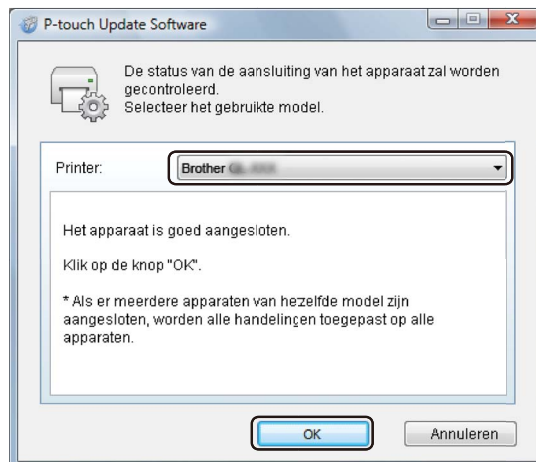 P-touch Update Software
De status van de aansluiting van het apparaat zal worden
gecontroleerd.
Selecteer het gebruikte model.
Printer:
Brother
Het apparaat is goed aangesloten.
Klik op de knop "OK".
* Als er meerdere apparaten van hezelfde model zijn
aangesloten, worden alle handelingen toegepast op alle
apparaten.
OK
Annuleren